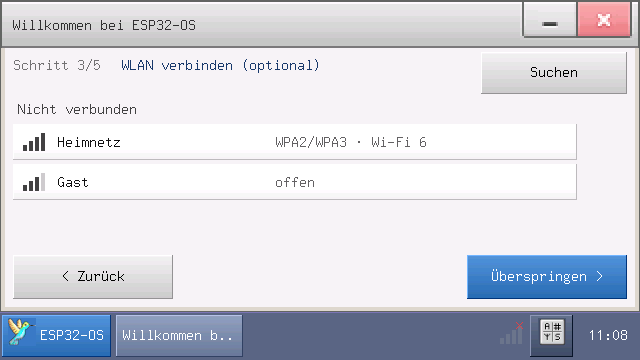 Willkommen bei ESP32-OS
Schritt 3/5 WLAN verbinden (optional)
Suchen
Nicht verbunden
Heimnetz WPA2/WPA3 · Wi-Fi 6
Gast offen
< Zurück
Überspringen >
ESP32-OS
Willkommen b..
A#
TS
11:08